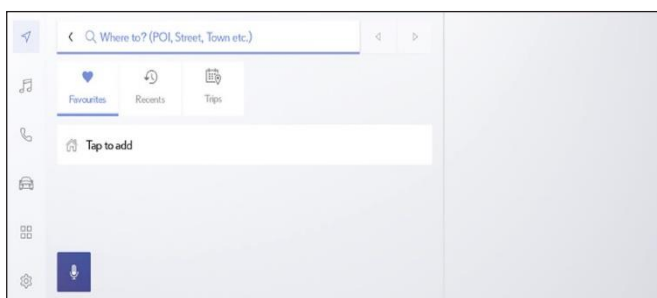 Where to? (POI, Street, Town etc.)
Favourites
Recents
Trips
Tap to add